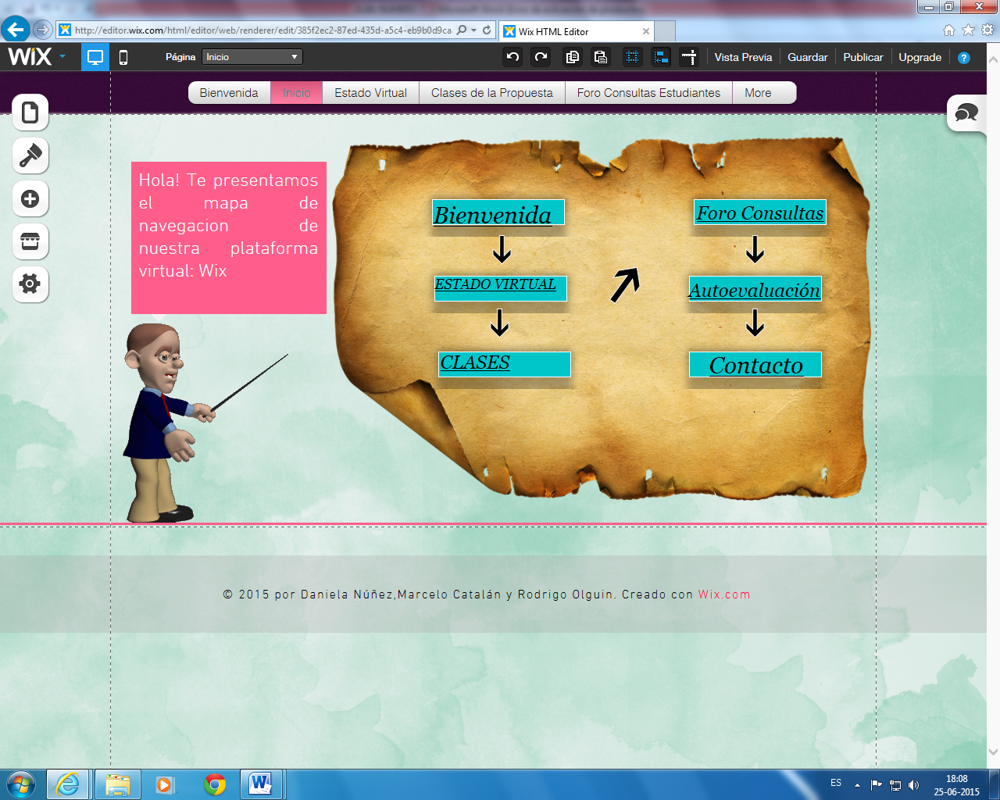 http://editor.wix.com/html/editor/web/renderer/edit/385f2ec2-87ed-435d-a5c4-eb9b0d9ca
Wix HTML Editor
WiX
Página
Inicio
Vista Previa
Guardar
Publicar
Upgrade
?
Bienvenida
Inicio
Estado Virtual
Clases de la Propuesta
Foro Consultas Estudiantes
More
Hola! Te presentamos
el mapa de
navegacion de
nuestra plataforma
virtual: Wix
Bienvenida
ESTADO VIRTUAL
CLASES
Foro Consultas
Autoevaluación
Contacto
© 2015 por Daniela Núñez,Marcelo Catalán y Rodrigo Olguin. Creado con Wix.com
ES
18:08
25-06-2015